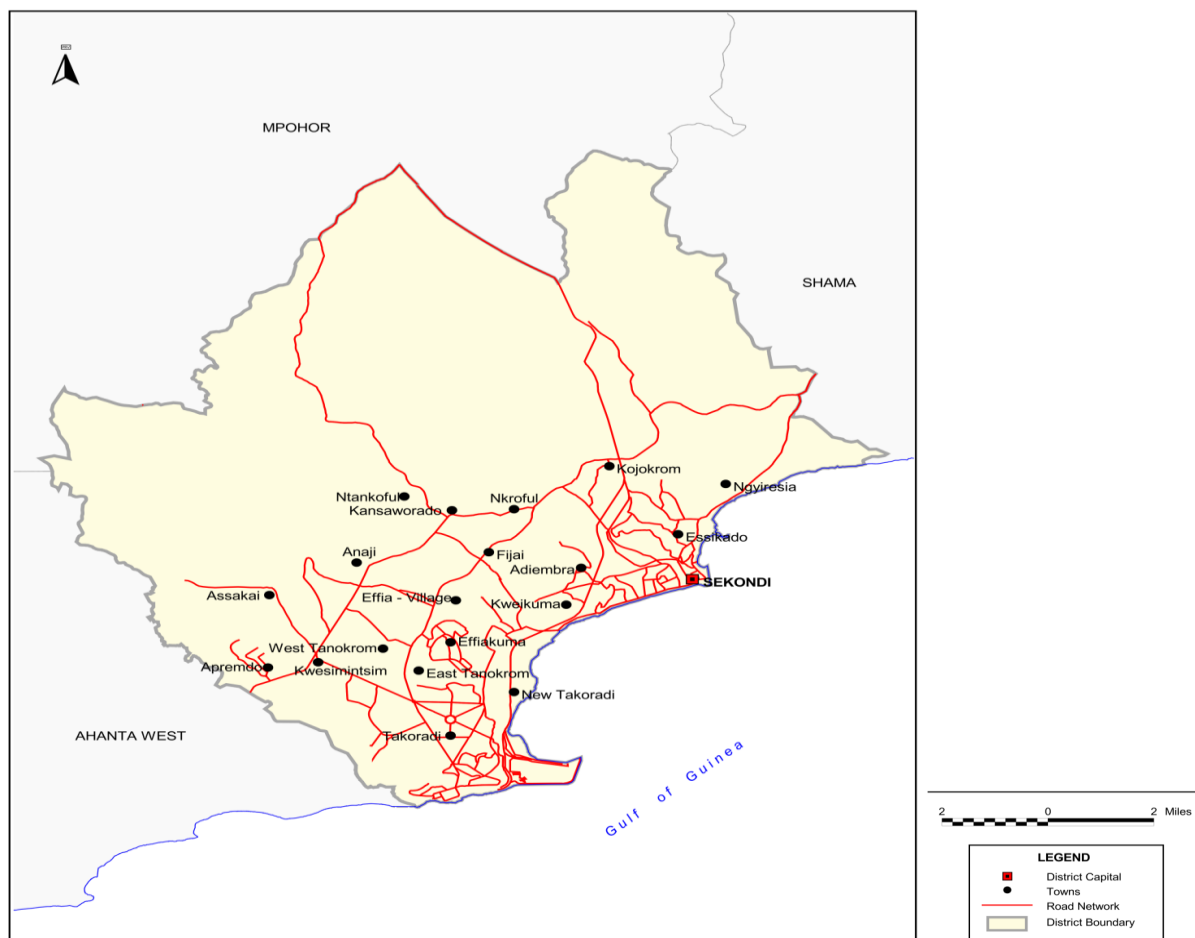 MPOHOR
SHAMA
Kojokrom
Ngyiresia
Ntankoful
Nkroful
Kansaworado
Essikado
Fijai
Anaji
Adiembra
SEKONDI
Assakai
Effia - Village
Kweikuma
Effiakuma
West Tanokrom
Apremdo
Kwesimintsim
East Tanokrom
New Takoradi
AHANTA WEST
Takoradi
Gulf of Guinea
2 0 2 Miles
LEGEND
District Capital
Towns
Road Network
District Boundary